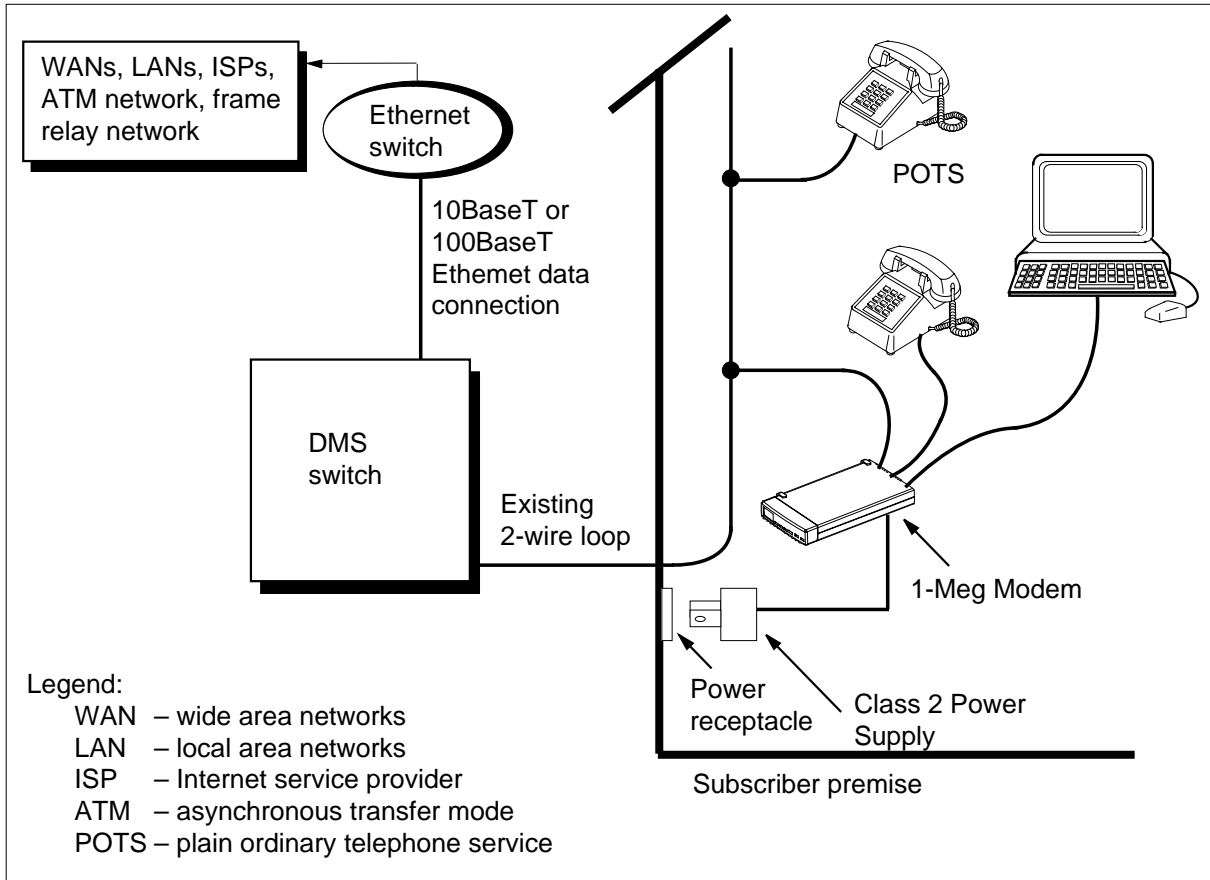 WANs, LANs, ISPs,
ATM network, frame
relay network
Ethernet
switch
10BaseT or
100BaseT
Ethemet data
connection
DMS
switch
Existing
2-wire loop
POTS
1-Meg Modem
Power
receptacle
Class 2 Power
Supply
Subscriber premise
Legend:
WAN – wide area networks
LAN – local area networks
ISP – Internet service provider
ATM – asynchronous transfer mode
POTS – plain ordinary telephone service